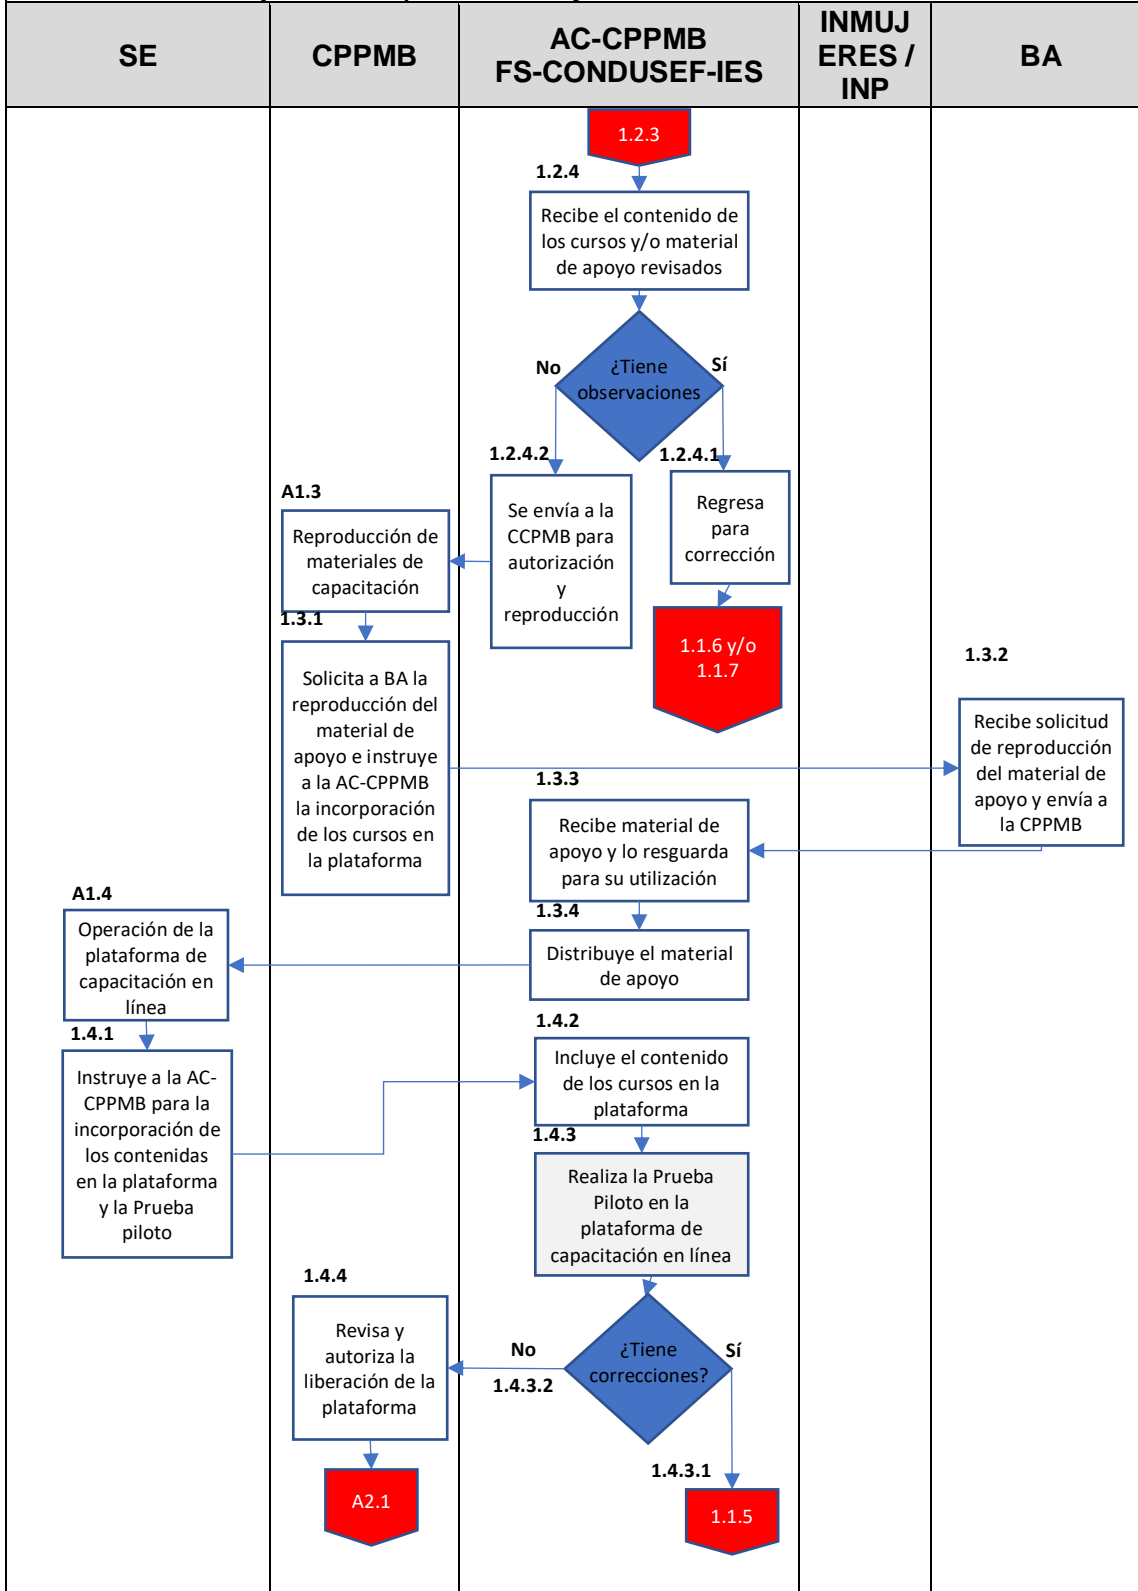 SE
CPPMB
AC-CPPMB
FS-CONDUSEF-IES
INMUJ
ERES /
INP
BA
1.2.3
1.2.4
Recibe el contenido de
los cursos y/o material
de apoyo revisados
No
¿Tiene
observaciones
Sí
1.2.4.2
1.2.4.1
Se envía a la
CCPMB para
autorización
y
reproducción
Regresa
para
corrección
A1.3
Reproducción de
materiales de
capacitación
1.1.6 y/o
1.1.7
1.3.1
Solicita a BA la
reproducción del
material de
apoyo e instruye
a la AC-CPPMB
la incorporación
de los cursos en
la plataforma
1.3.2
Recibe solicitud
de reproducción
del material de
apoyo y envía a
la CPPMB
1.3.3
Recibe material de
apoyo y lo resguarda
para su utilización
1.3.4
Distribuye el material
de apoyo
A1.4
Operación de la
plataforma de
capacitación en
línea
1.4.1
Instruye a la AC-
CPPMB para la
incorporación de
los contenidas
en la plataforma
y la Prueba
piloto
1.4.2
Incluye el contenido
de los cursos en la
plataforma
1.4.3
Realiza la Prueba
Piloto en la
plataforma de
capacitación en línea
1.4.4
Revisa y
autoriza la
liberación de la
plataforma
No
1.4.3.2
¿Tiene
correcciones?
Sí
1.4.3.1
A2.1
1.1.5